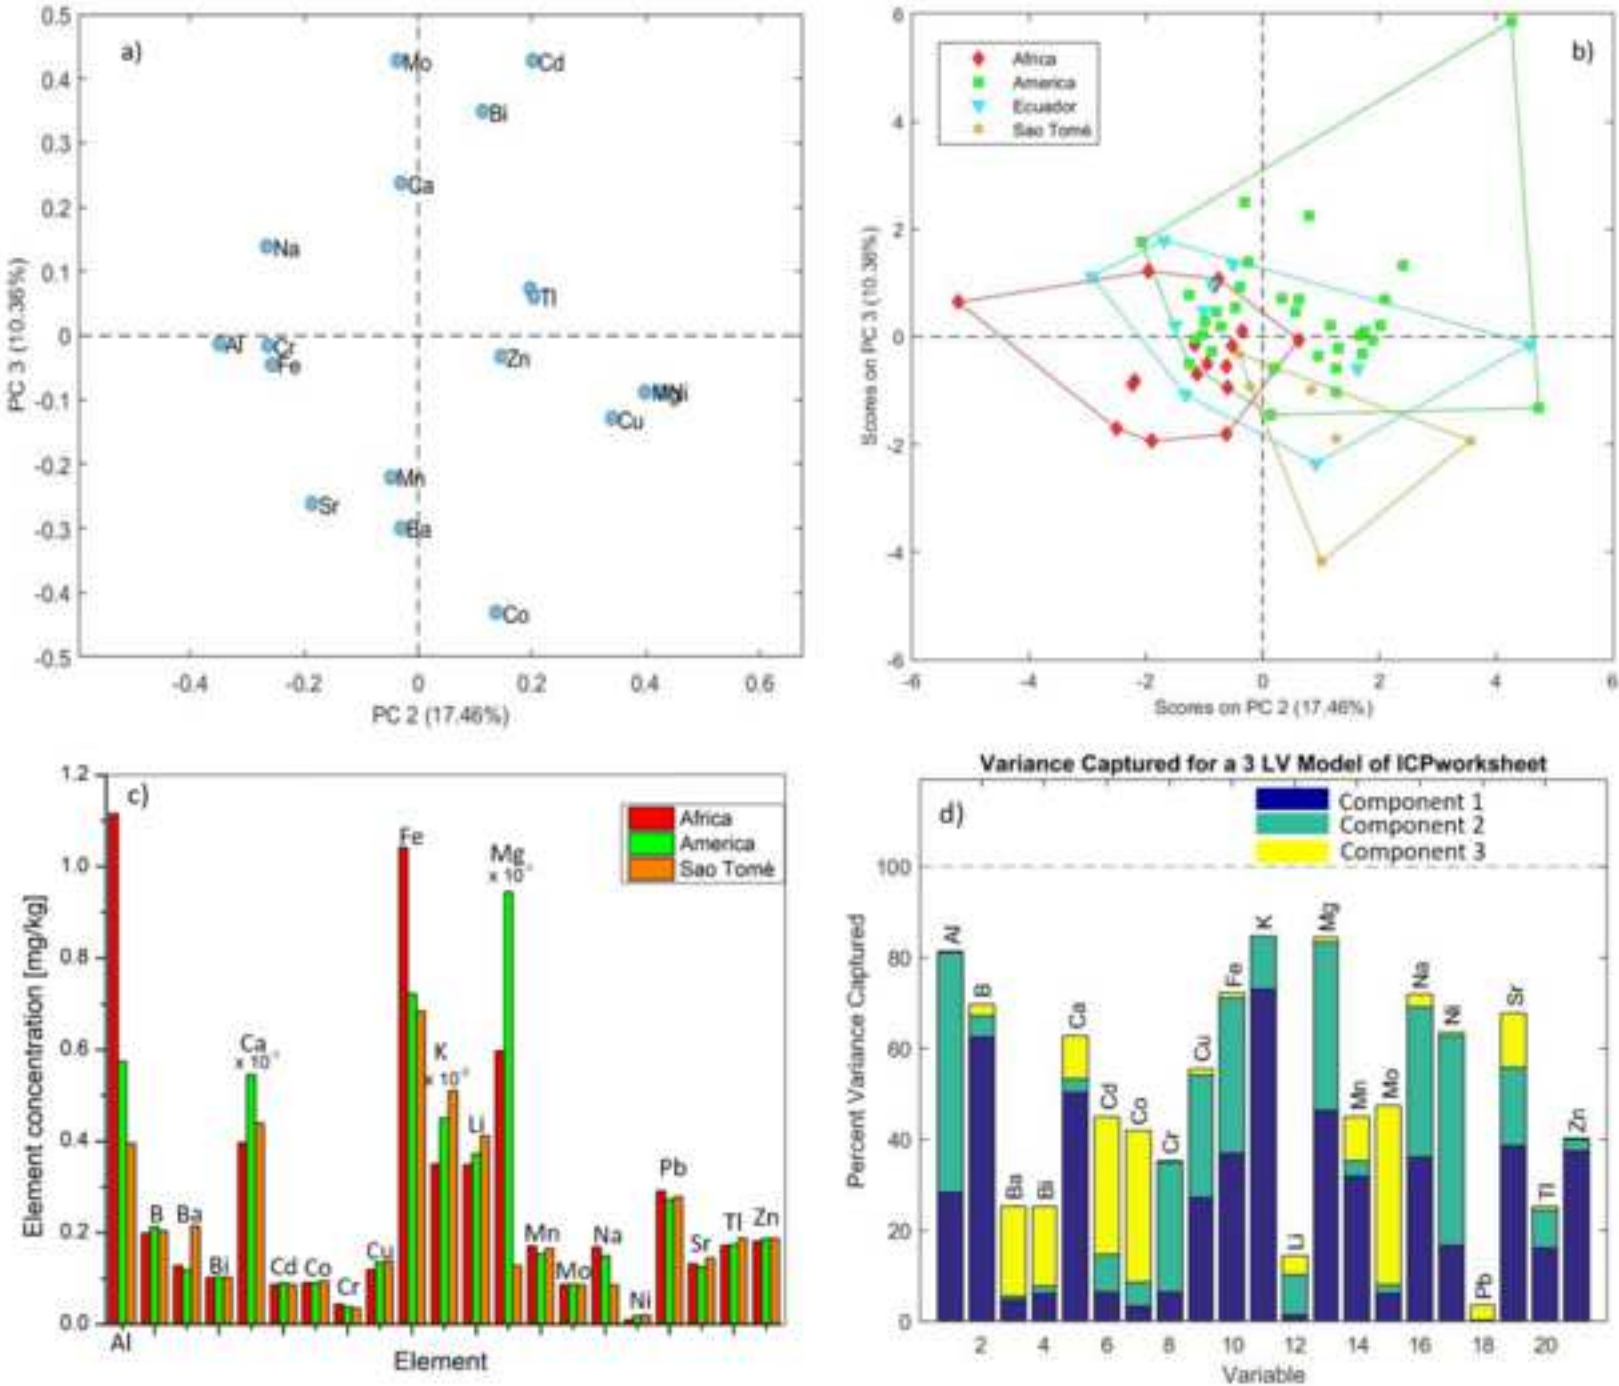 a)
0.5
0.4
0.3
0.2
0.1
0
-0.1
-0.2
-0.3
-0.4
-0.5
PC 3 (10.36%)
Mo
Cd
Bi
Ca
Na
Tl
Al
Cr
Fe
Zn
Cu
Mn
Sr
Ba
Co
-0.4 -0.2 0 0.2 0.4 0.6
PC 2 (17.46%)
b)
Africa
America
Ecuador
Sao Tomé
6
4
2
0
-2
-4
-6
Scores on PC 3 (10.36%)
-6 -4 -2 0 2 4 6
Scores on PC 2 (17.46%)
c)
Africa
America
Sao Tomé
1.2
1.0
0.8
0.6
0.4
0.2
0.0
Element concentration [mg/kg]
Al
B
Ba
Bi
Ca
x 10
Cd
Co
Cr
Cu
Fe
K
x 10
Li
Mg
x 10
Mn
Mo
Na
Ni
Pb
Sr
Tl
Zn
Element
Variance Captured for a 3 LV Model of ICPworksheet
d)
Component 1
Component 2
Component 3
100
80
60
40
20
0
Percent Variance Captured
Al
B
Ba
Bi
Ca
Cd
Co
Cr
Cu
Fe
K
Li
Mg
Mn
Mo
Na
Ni
Pb
Sr
Tl
Zn
2 4 6 8 10 12 14 16 18 20
Variable